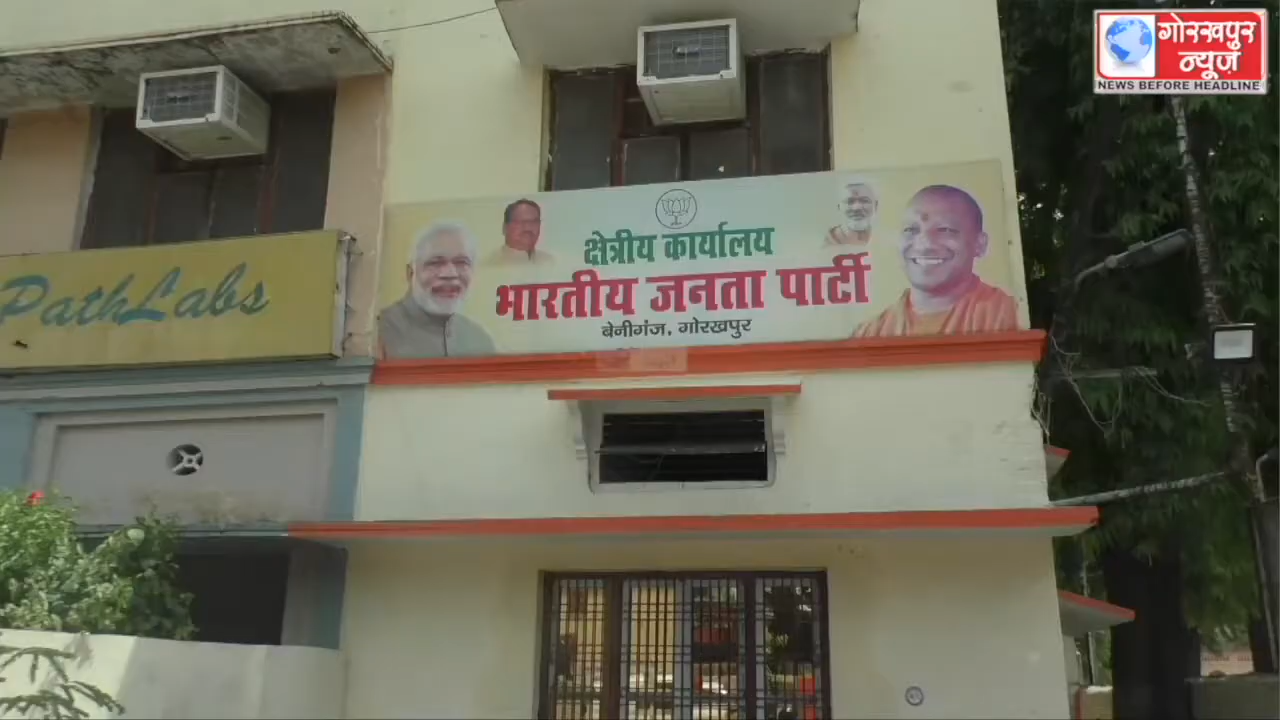 गोरखपुर
न्यूज़
NEWS BEFORE HEADLINE
क्षेत्रीय कार्यालय
भारतीय जनता पार्टी
बेनीगंज, गोरखपुर
PathLabs